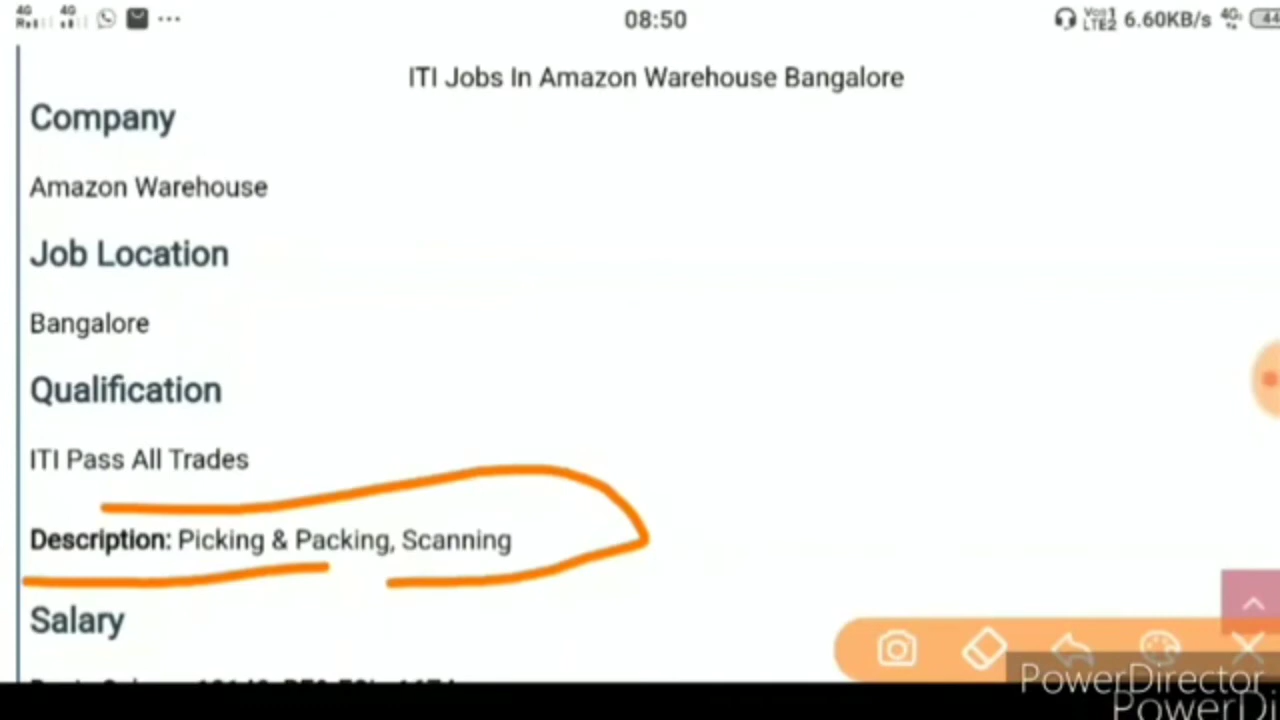 08:50
6.60KB/s
ITI Jobs In Amazon Warehouse Bangalore
Company
Amazon Warehouse
Job Location
Bangalore
Qualification
ITI Pass All Trades
Description: Picking & Packing, Scanning
Salary
PowerDirector
PowerDi